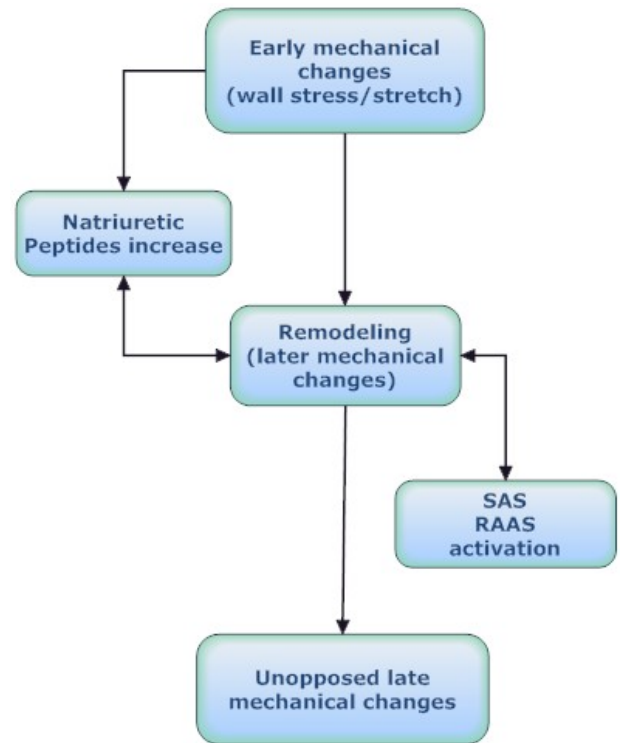 Early mechanical
changes
(wall stress/stretch)
Natriuretic
Peptides increase
Remodeling
(later mechanical
changes)
SAS
RAAS
activation
Unopposed late
mechanical changes